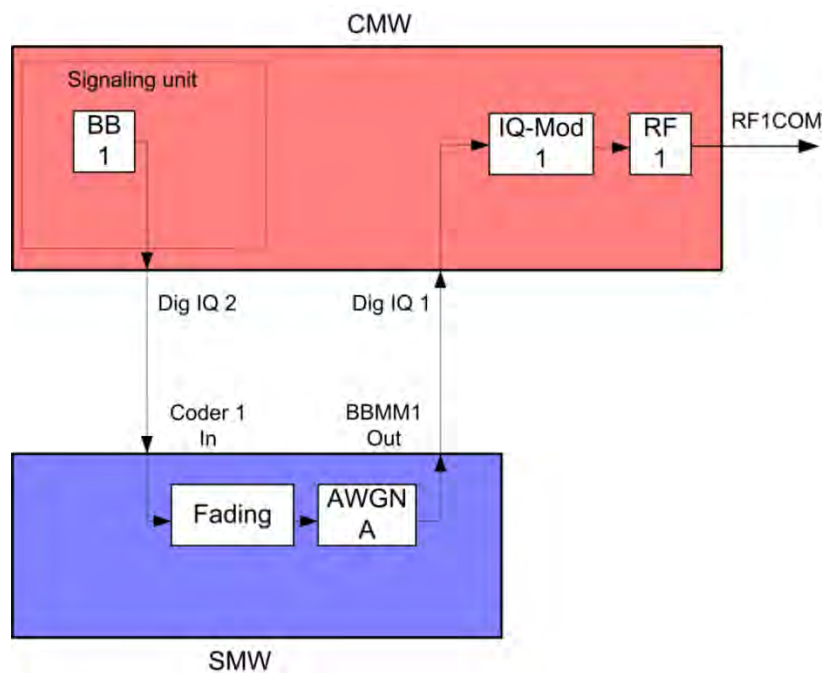 CMW
Signaling unit
BB
1
IQ-Mod
1
RF
1
RF1COM
Dig IQ 2
Dig IQ 1
Coder 1
In
BBMM1
Out
Fading
AWGN
A
SMW